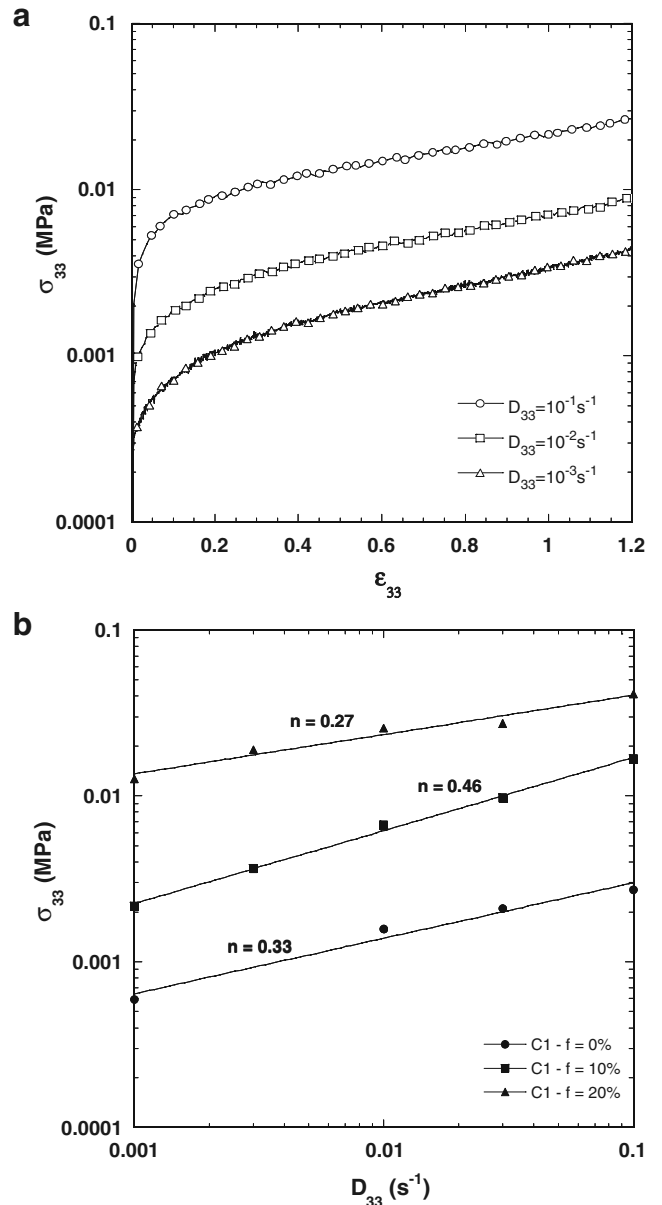 a
0.1
0.01
0.001
0.0001
σ33 (MPa)
D33=10-1s-1
D33=10-2s-1
D33=10-3s-1
0 0.2 0.4 0.6 0.8 1 1.2
ε33
b
0.1
0.01
0.001
0.0001
σ33 (MPa)
n = 0.27
n = 0.46
n = 0.33
C1 - f = 0%
C1 - f = 10%
C1 - f = 20%
0.001 0.01 0.1
D33 (s-1)